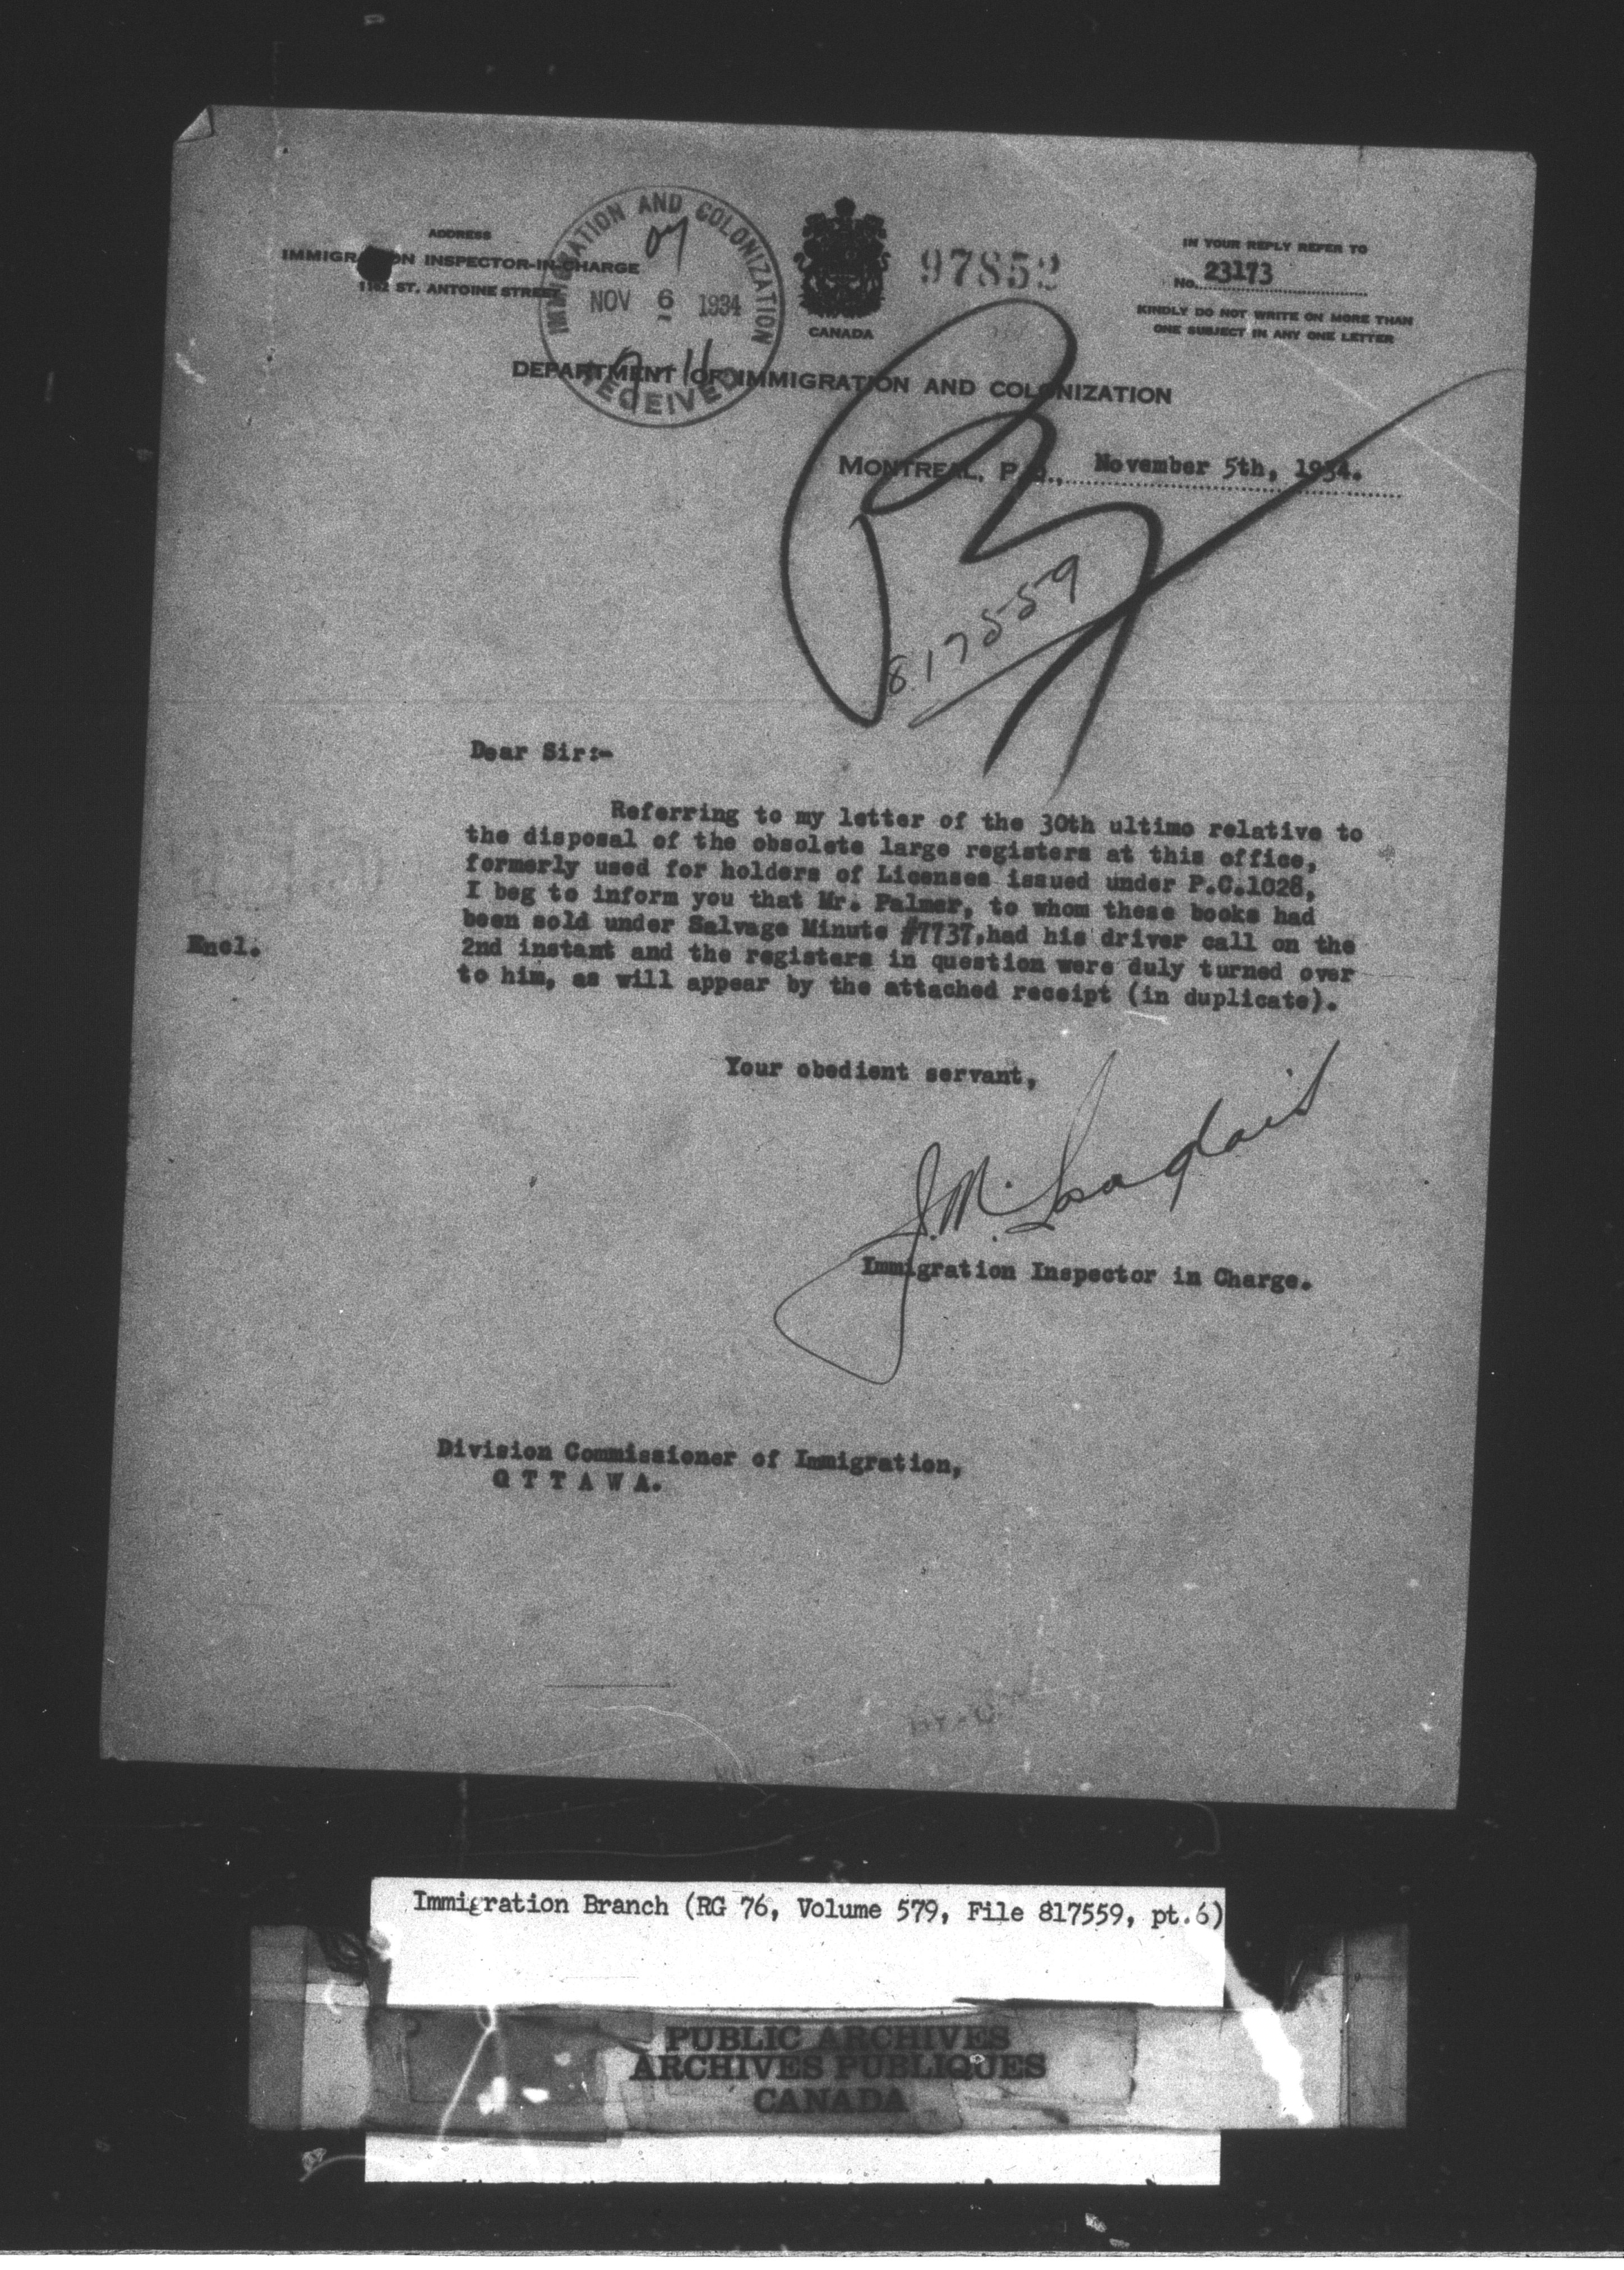 ADDRESS
IMMIGRATION INSPECTOR-IN-CHARGE
1162 ST. ANTOINE STREET
IMMIGRATION AND COLONIZATION
NOV 6 1934
7-11
RECEIVED
CANADA
97852
IN YOUR REPLY REFER TO
No. 23173
KINDLY DO NOT WRITE ON MORE THAN
ONE SUBJECT IN ANY ONE LETTER
DEPARTMENT OF IMMIGRATION AND COLONIZATION
MONTREAL, P.Q., November 5th, 1934.
817559
Dear Sir:-
Referring to my letter of the 30th ultimo relative to
the disposal of the obsolete large registers at this office,
formerly used for holders of Licenses issued under P.C.1028,
I beg to inform you that Mr. Palmer, to whom these books had
been sold under Salvage Minute #7737,had his driver call on the
Encl.
2nd instant and the registers in question were duly turned over
to him, as will appear by the attached receipt (in duplicate).
Your obedient servant,
J.M.
Immigration Inspector in Charge.
Division Commissioner of Immigration,
OTTAWA.
Immigration Branch (RG 76, Volume 579, File 817559, pt.6)
PUBLIC ARCHIVES
ARCHIVES PUBLIQUES
CANADA